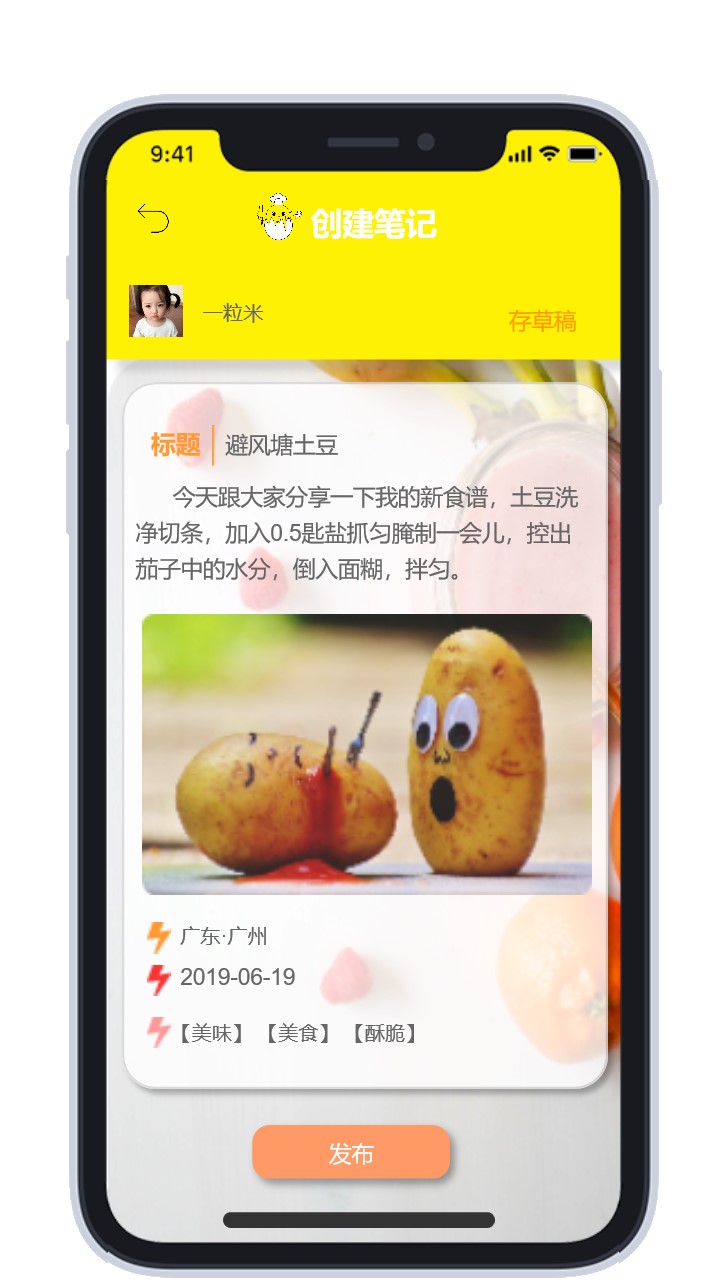 9:41
创建笔记
一粒米
存草稿
标题
避风塘土豆
今天跟大家分享一下我的新食谱，土豆洗
净切条，加入0.5匙盐抓匀腌制一会儿，控出
茄子中的水分，倒入面糊，拌匀。
广东·广州
2019-06-19
【美味】 【美食】 【酥脆】
发布